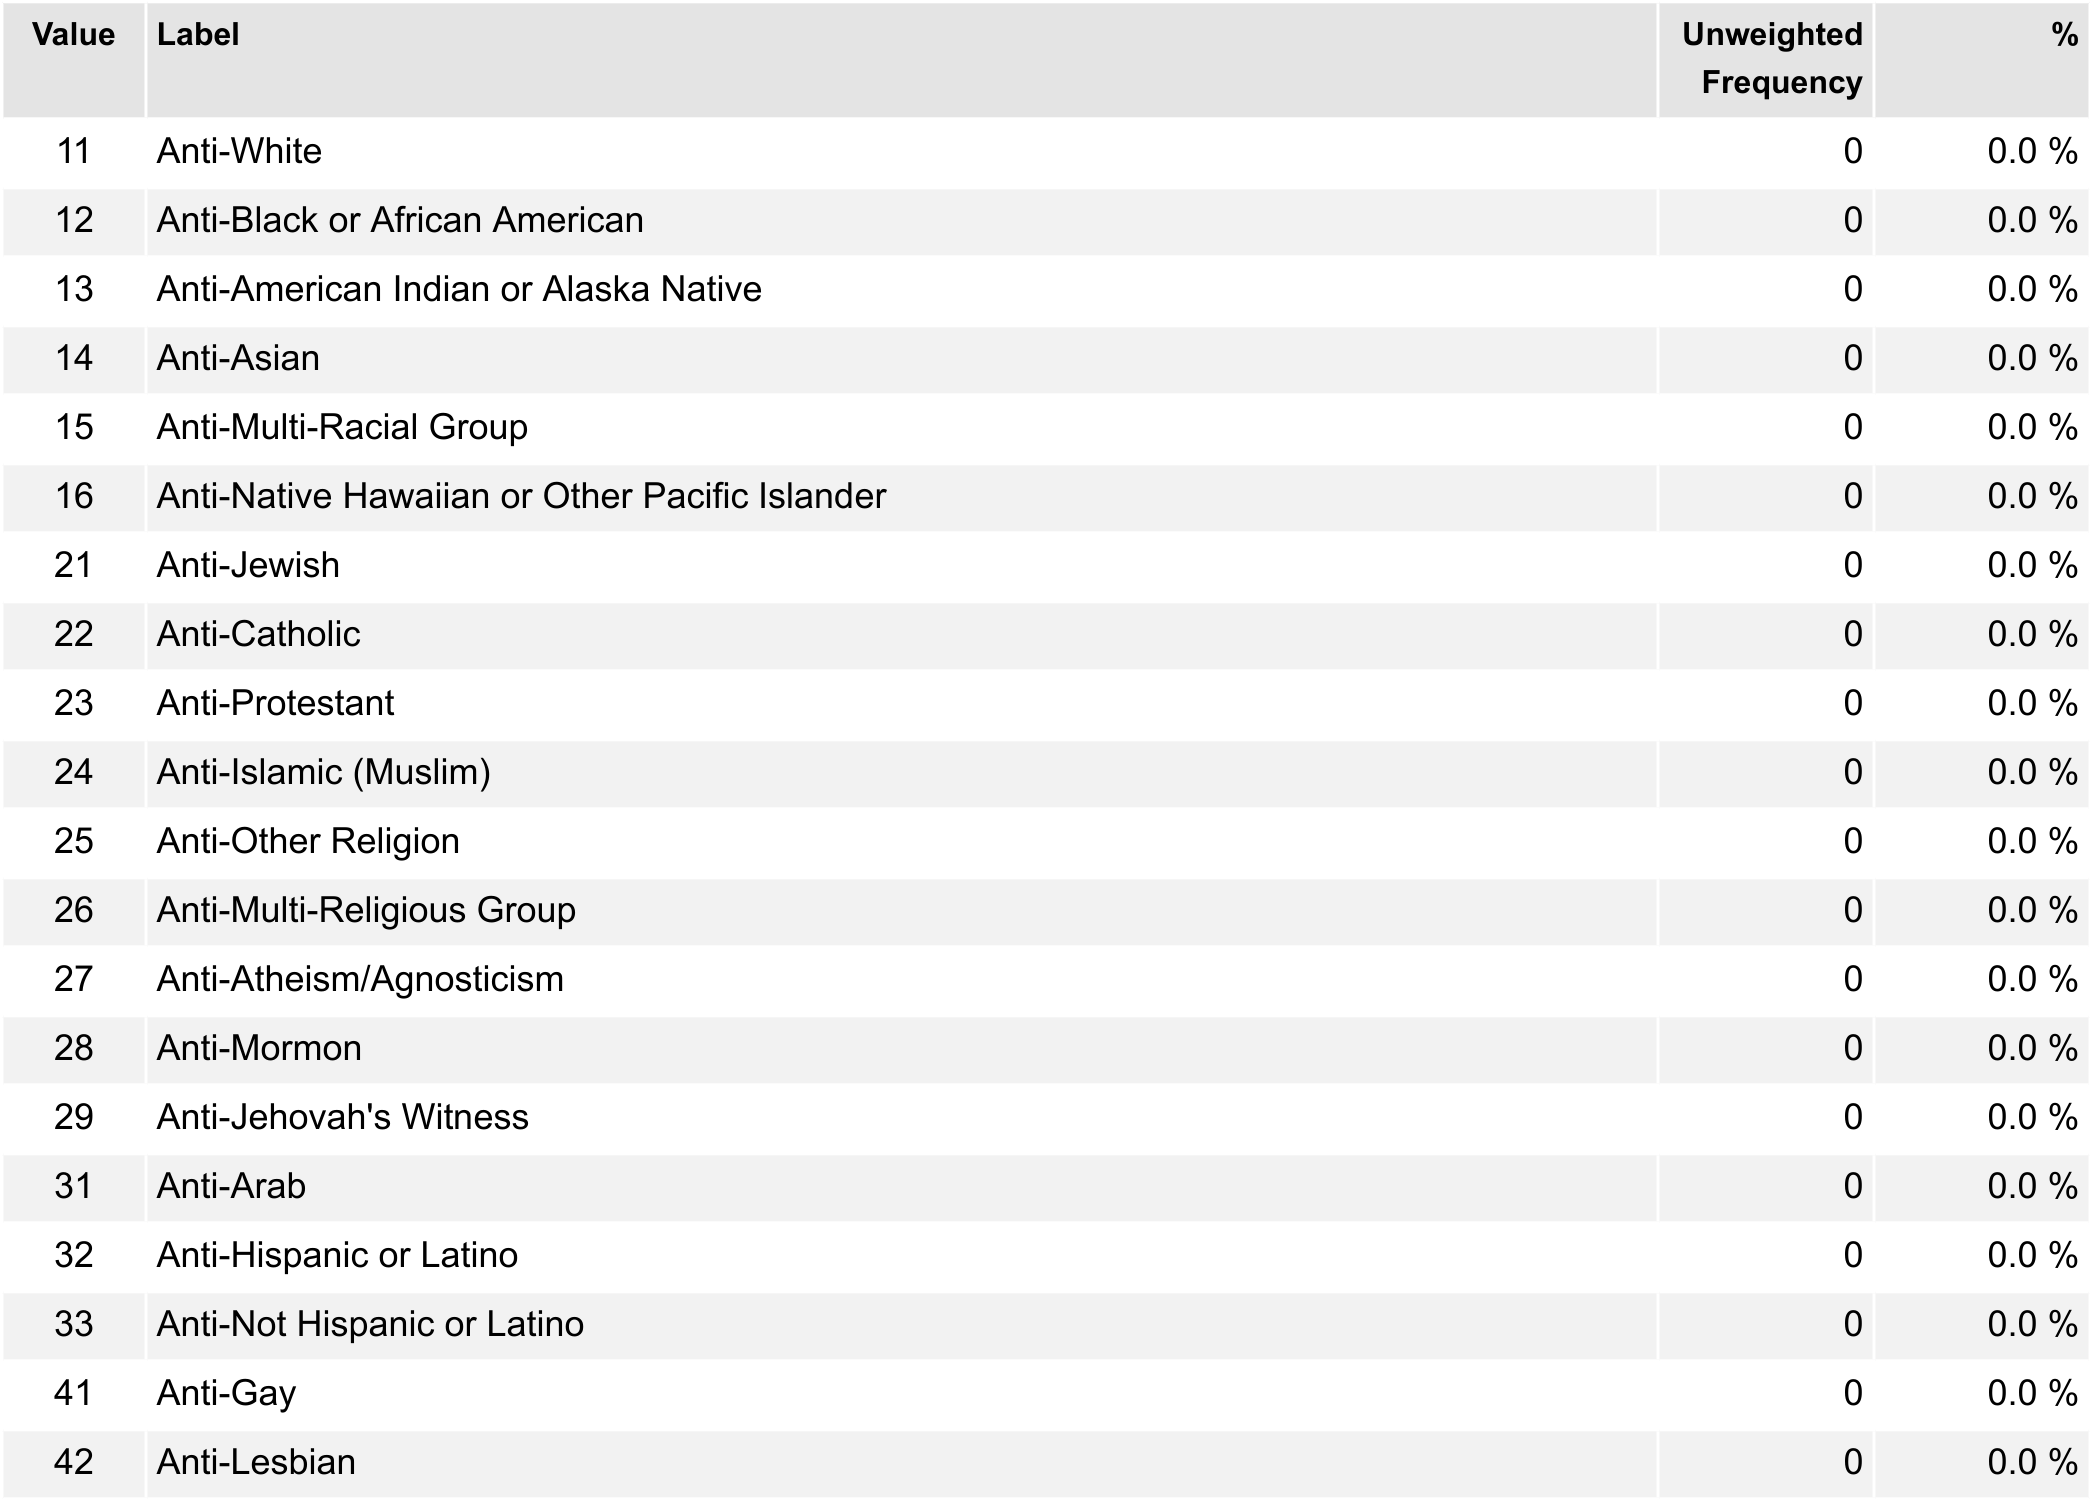 Value Label Unweighted Frequency %
11 Anti-White 0 0.0 %
12 Anti-Black or African American 0 0.0 %
13 Anti-American Indian or Alaska Native 0 0.0 %
14 Anti-Asian 0 0.0 %
15 Anti-Multi-Racial Group 0 0.0 %
16 Anti-Native Hawaiian or Other Pacific Islander 0 0.0 %
21 Anti-Jewish 0 0.0 %
22 Anti-Catholic 0 0.0 %
23 Anti-Protestant 0 0.0 %
24 Anti-Islamic (Muslim) 0 0.0 %
25 Anti-Other Religion 0 0.0 %
26 Anti-Multi-Religious Group 0 0.0 %
27 Anti-Atheism/Agnosticism 0 0.0 %
28 Anti-Mormon 0 0.0 %
29 Anti-Jehovah's Witness 0 0.0 %
31 Anti-Arab 0 0.0 %
32 Anti-Hispanic or Latino 0 0.0 %
33 Anti-Not Hispanic or Latino 0 0.0 %
41 Anti-Gay 0 0.0 %
42 Anti-Lesbian 0 0.0 %